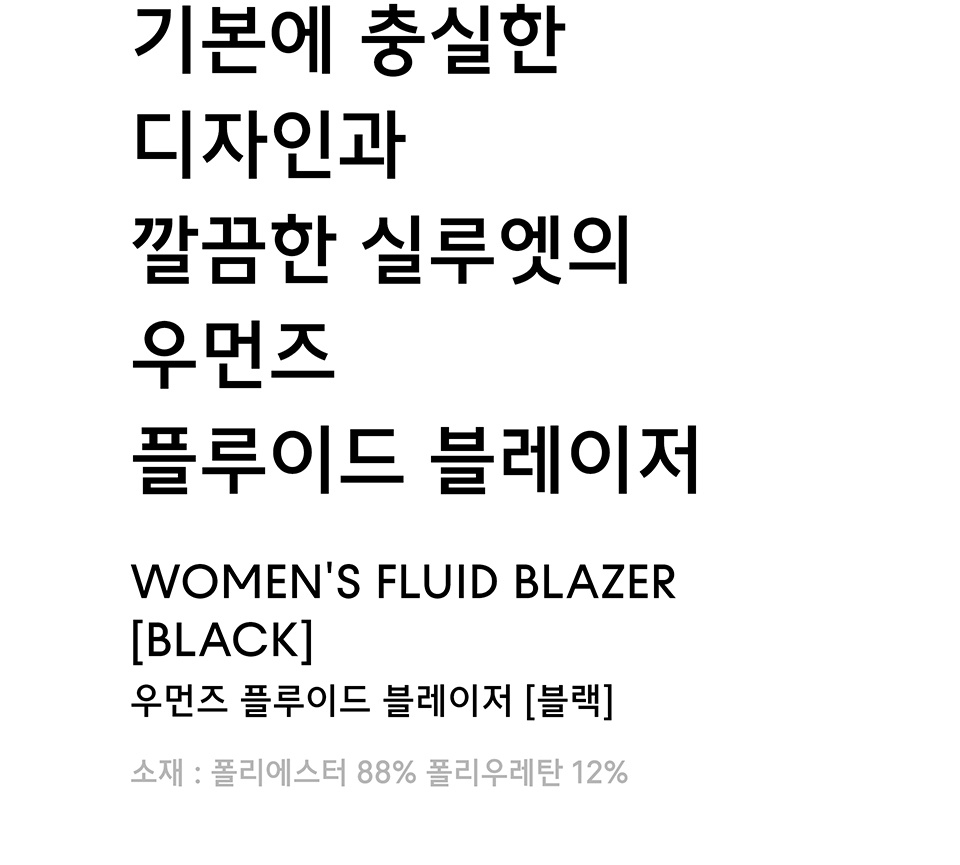 기본에 충실한
디자인과
깔끔한 실루엣의
우먼즈
플루이드 블레이저
WOMEN'S FLUID BLAZER
[BLACK]
우먼즈 플루이드 블레이저 [블랙]
소재 : 폴리에스터 88% 폴리우레탄 12%